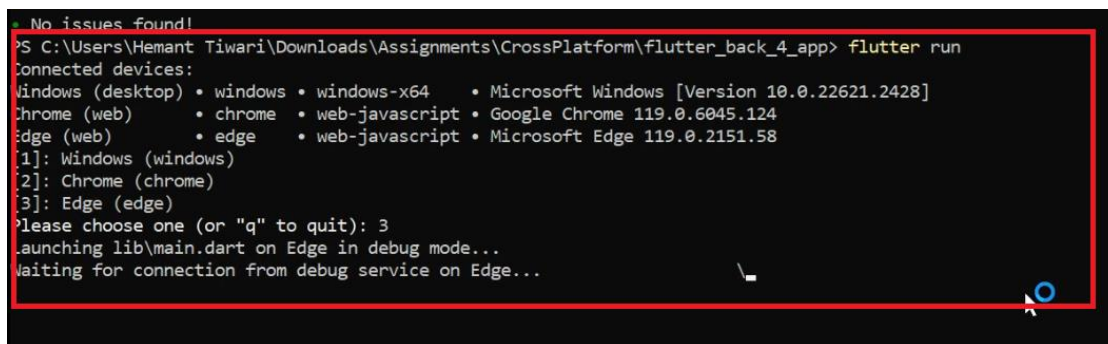 • No issues found!
PS C:\Users\Hemant Tiwari\Downloads\Assignments\CrossPlatform\flutter_back_4_app> flutter run
Connected devices:
Windows (desktop) • windows • windows-x64 • Microsoft Windows [Version 10.0.22621.2428]
Chrome (web) • chrome • web-javascript • Google Chrome 119.0.6045.124
Edge (web) • edge • web-javascript • Microsoft Edge 119.0.2151.58
[1]: Windows (windows)
[2]: Chrome (chrome)
[3]: Edge (edge)
Please choose one (or "q" to quit): 3
Launching lib\main.dart on Edge in debug mode...
Waiting for connection from debug service on Edge... \